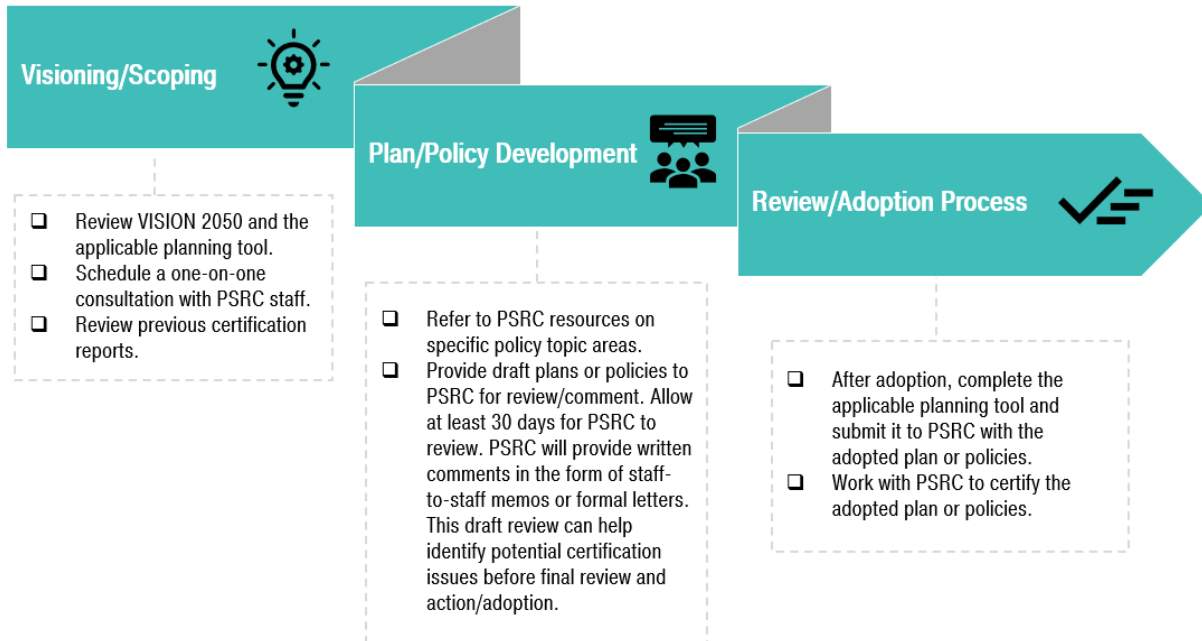 Visioning/Scoping
❑ Review VISION 2050 and the
applicable planning tool.
❑ Schedule a one-on-one
consultation with PSRC staff.
❑ Review previous certification
reports.
Plan/Policy Development
❑ Refer to PSRC resources on
specific policy topic areas.
❑ Provide draft plans or policies to
PSRC for review/comment. Allow
at least 30 days for PSRC to
review. PSRC will provide written
comments in the form of staff-
to-staff memos or formal letters.
This draft review can help
identify potential certification
issues before final review and
action/adoption.
Review/Adoption Process
❑ After adoption, complete the
applicable planning tool and
submit it to PSRC with the
adopted plan or policies.
❑ Work with PSRC to certify the
adopted plan or policies.